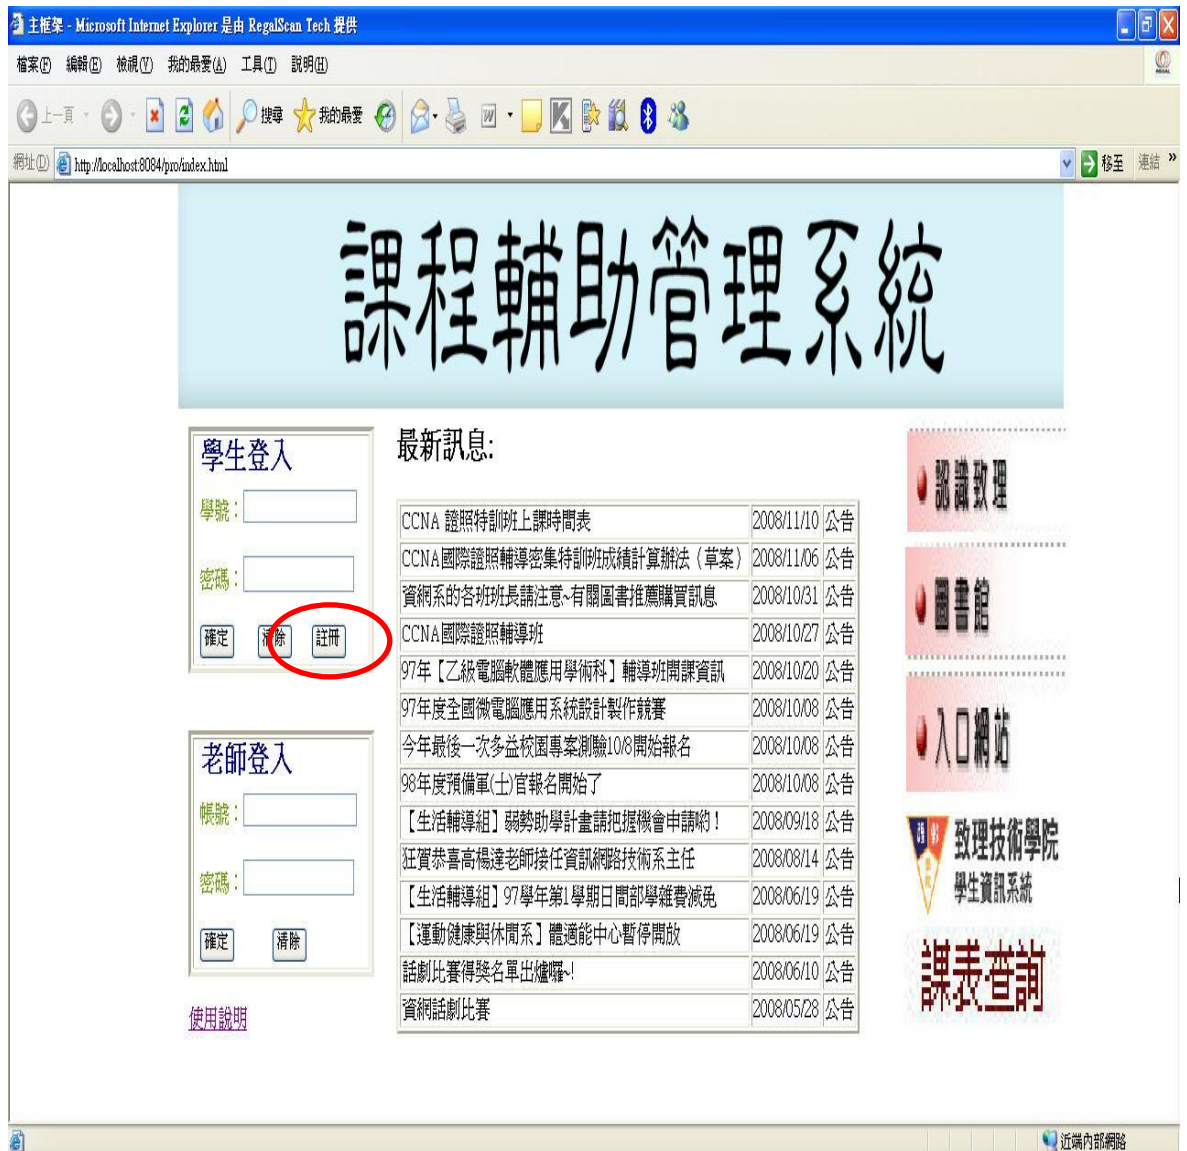 主框架 - Microsoft Internet Explorer 是由 RegalScan Tech 提供
檔案(F) 編輯(E) 檢視(V) 我的最愛(A) 工具(T) 說明(H)
上一頁 搜尋 我的最愛
網址(D) http://localhost:8084/pro/index.html 移至 連結 »
課程輔助管理系統
學生登入
學號：
密碼：
確定 清除 註冊
老師登入
帳號：
密碼：
確定 清除
使用說明
最新訊息:
CCNA 證照特訓班上課時間表 2008/11/10 公告
CCNA國際證照輔導密集特訓班成績計算辦法（草案） 2008/11/06 公告
資網系的各班班長請注意~有關圖書推薦購買訊息 2008/10/31 公告
CCNA國際證照輔導班 2008/10/27 公告
97年【乙級電腦軟體應用學術科】輔導班開課資訊 2008/10/20 公告
97年度全國微電腦應用系統設計製作競賽 2008/10/08 公告
今年最後一次多益校園專案測驗10/8開始報名 2008/10/08 公告
98年度預備軍(士)官報名開始了 2008/10/08 公告
【生活輔導組】弱勢助學計畫請把握機會申請喲！ 2008/09/18 公告
狂賀恭喜高楊達老師接任資訊網路技術系主任 2008/08/14 公告
【生活輔導組】97學年第1學期日間部學雜費減免 2008/06/19 公告
【運動健康與休閒系】體適能中心暫停開放 2008/06/19 公告
話劇比賽得獎名單出爐囉~! 2008/06/10 公告
資網話劇比賽 2008/05/28 公告
認識致理
圖書館
入口網站
致理技術學院
學生資訊系統
課表查詢
近端內部網路